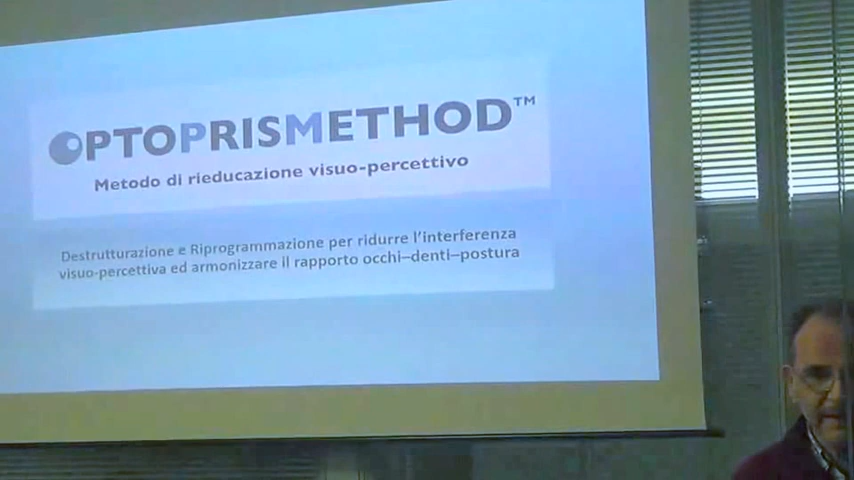 OPTOPRISMETHOD™
Metodo di rieducazione visuo-percettivo
Destrutturazione e Riprogrammazione per ridurre l'interferenza
visuo-percettiva ed armonizzare il rapporto occhi–denti–postura